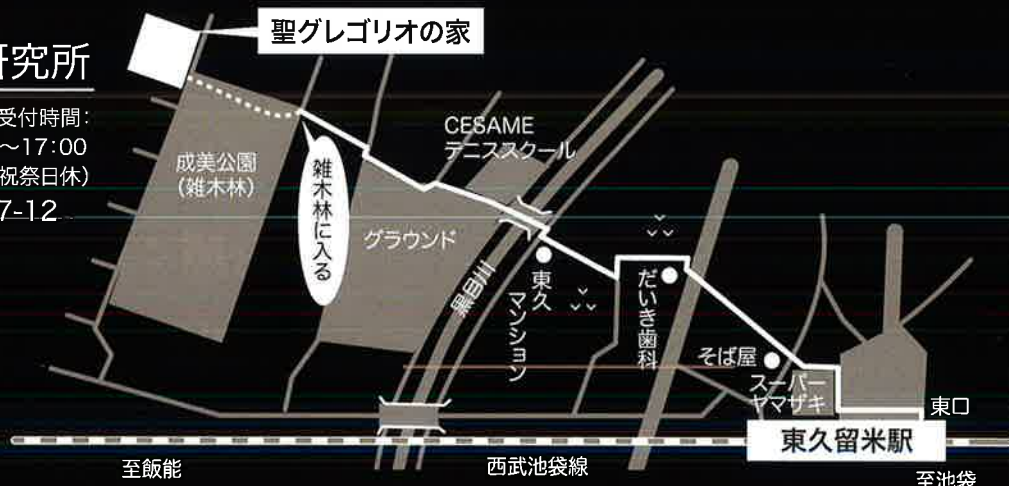 聖グレゴリオの家
研究所
受付時間:
〜17:00
祝祭日休)
7-12
CESAME
テニススクール
成美公園
(雑木林)
雑木林に入る
グラウンド
黒目川
東久
マンション
だいき歯科
そば屋
スーパー
ヤマザキ
東口
東久留米駅
至飯能
西武池袋線
至池袋